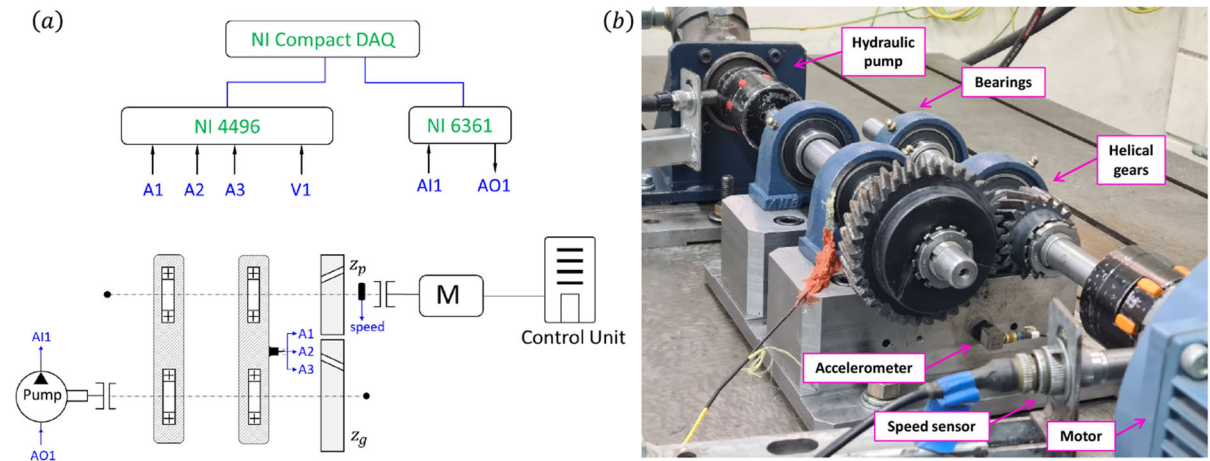 (a)
NI Compact DAQ
NI 4496
NI 6361
A1
A2
A3
V1
AI1
AO1
z_p
M
speed
A1
A2
A3
Control Unit
AI1
Pump
AO1
z_g
(b)
Hydraulic
pump
Bearings
Helical
gears
Accelerometer
Speed sensor
Motor